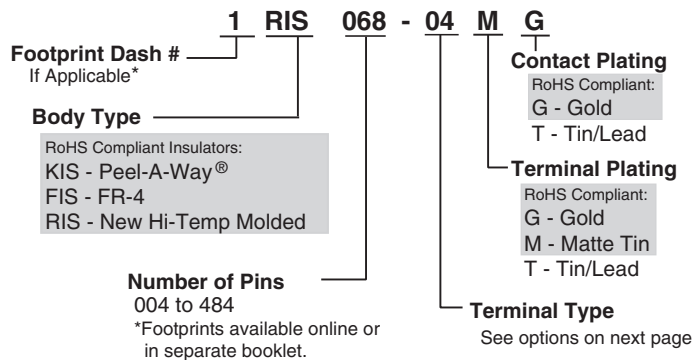 1 RIS 068 - 04 M G
Footprint Dash #
If Applicable*
Body Type
RoHS Compliant Insulators:
KIS - Peel-A-Way®
FIS - FR-4
RIS - New Hi-Temp Molded
Number of Pins
004 to 484
*Footprints available online or
in separate booklet.
Contact Plating
RoHS Compliant:
G - Gold
T - Tin/Lead
Terminal Plating
RoHS Compliant:
G - Gold
M - Matte Tin
T - Tin/Lead
Terminal Type
See options on next page